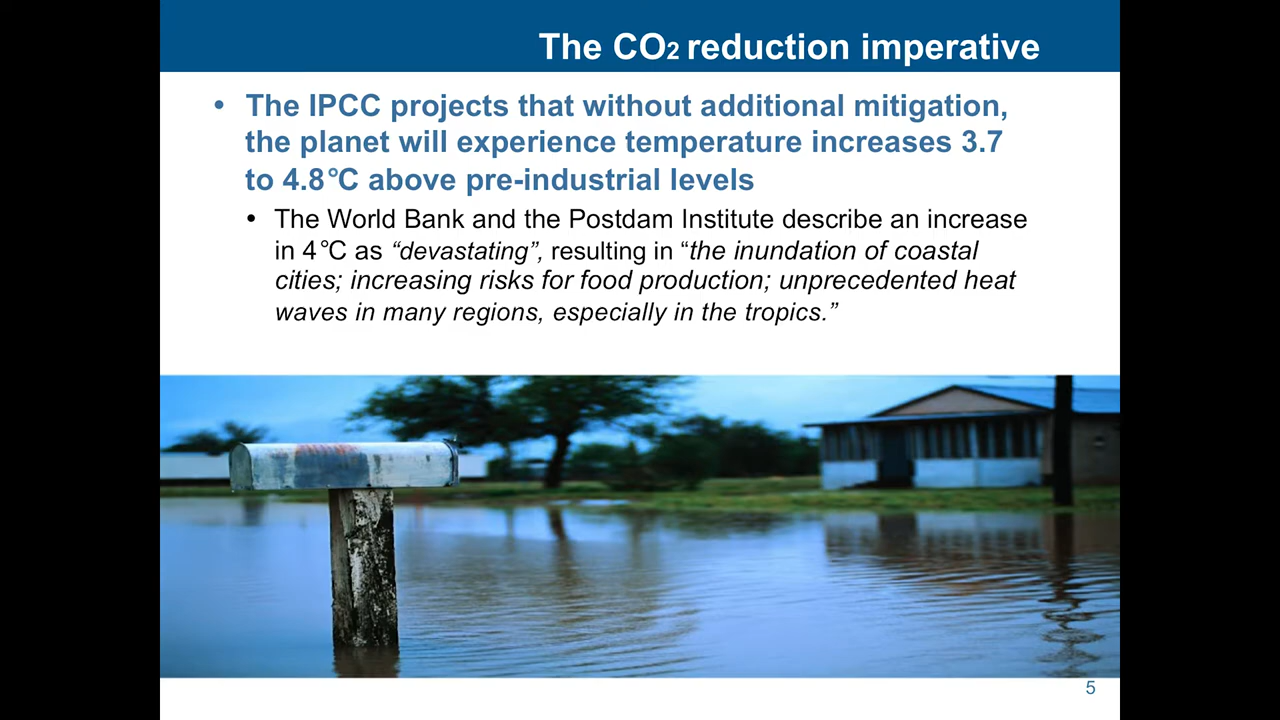 The CO2 reduction imperative
• The IPCC projects that without additional mitigation,
the planet will experience temperature increases 3.7
to 4.8°C above pre-industrial levels
• The World Bank and the Postdam Institute describe an increase
in 4°C as “devastating”, resulting in “the inundation of coastal
cities; increasing risks for food production; unprecedented heat
waves in many regions, especially in the tropics.”
5